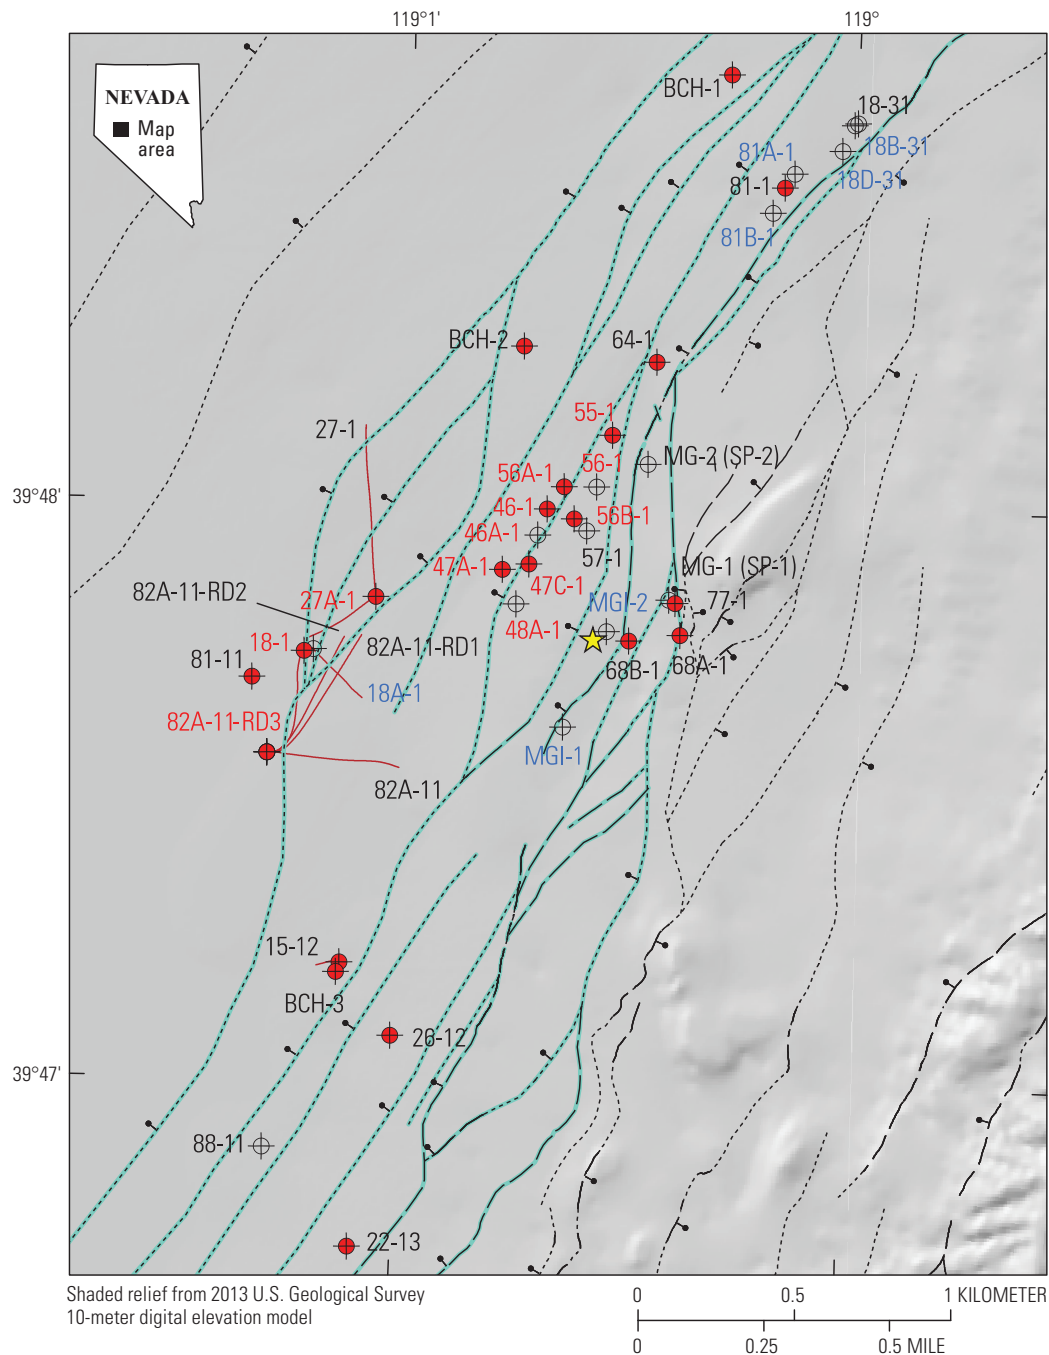 119°1'
119°
NEVADA
Map
area
BCH-1
18-31
18B-31
81A-1
18D-31
81-1
81B-1
BCH-2
64-1
27-1
55-1
MG-2 (SP-2)
56-1
56A-1
39°48'
46-1
56B-1
46A-1
57-1
47A-1
47C-1
MG-1 (SP-1)
82A-11-RD2
27A-1
MGI-2
77-1
48A-1
18-1
82A-11-RD1
68B-1
68A-1
81-11
18A-1
82A-11-RD3
MGI-1
82A-11
15-12
BCH-3
26-12
39°47'
88-11
22-13
Shaded relief from 2013 U.S. Geological Survey
10-meter digital elevation model
0 0.5 1 KILOMETER
0 0.25 0.5 MILE